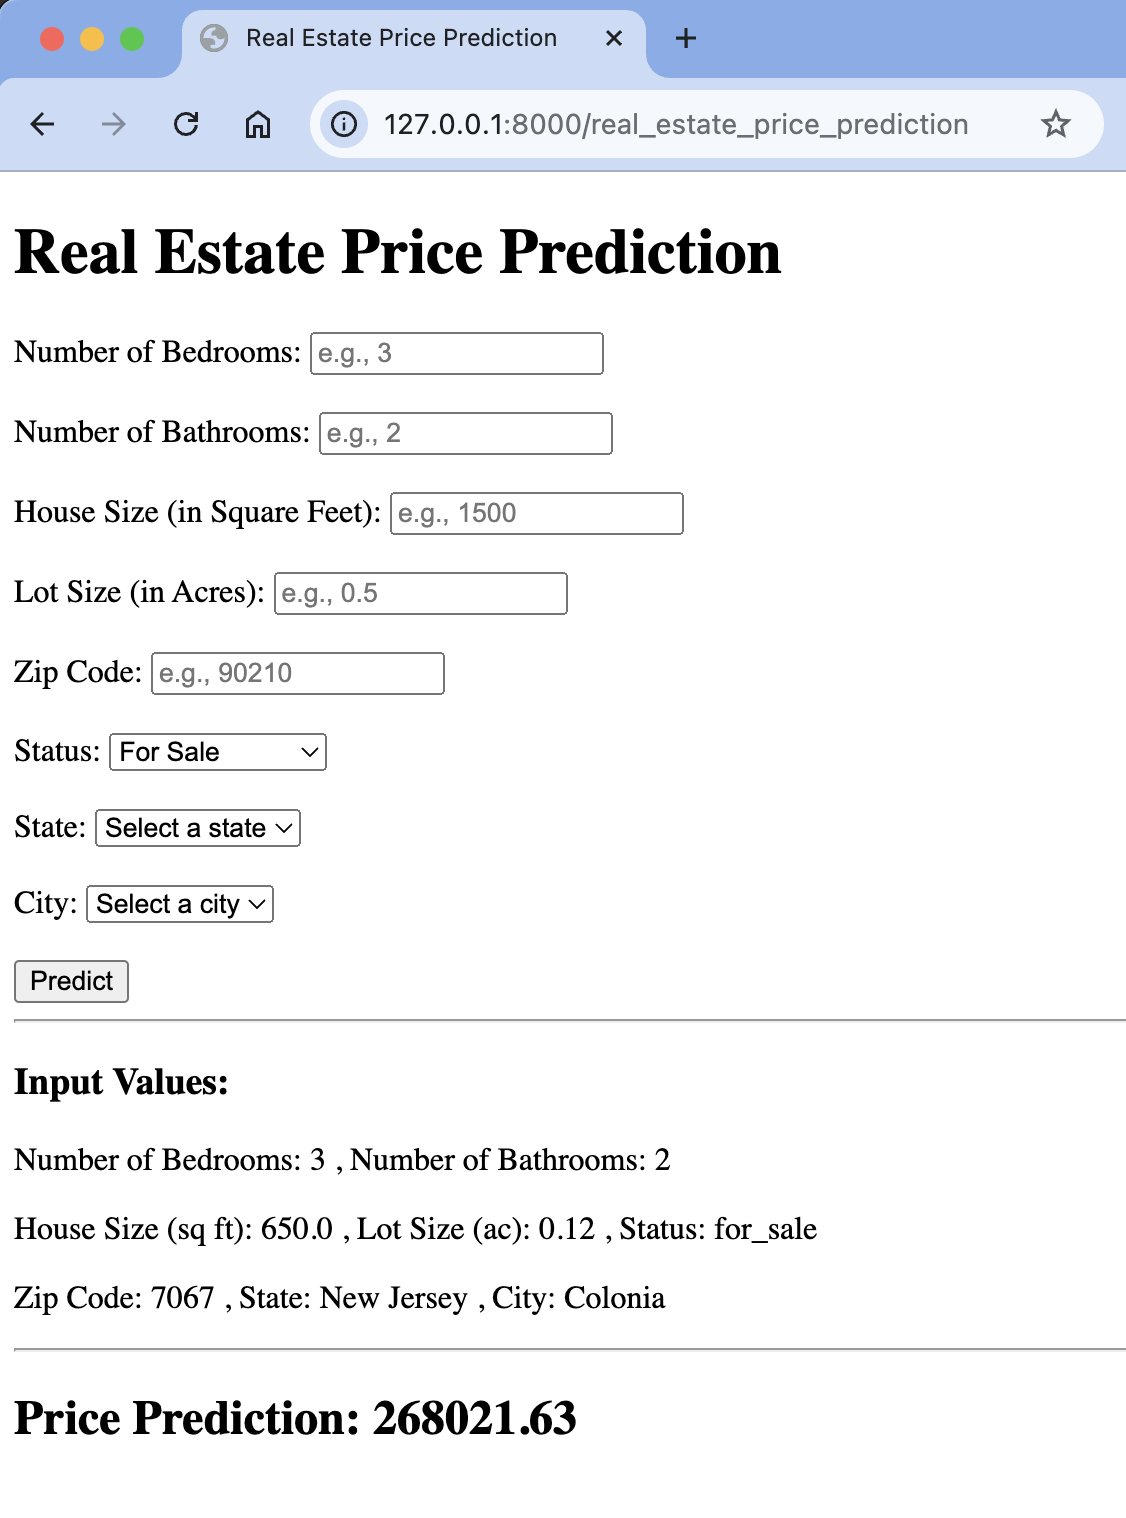 Real Estate Price Prediction
127.0.0.1:8000/real_estate_price_prediction
Real Estate Price Prediction
Number of Bedrooms: e.g., 3
Number of Bathrooms: e.g., 2
House Size (in Square Feet): e.g., 1500
Lot Size (in Acres): e.g., 0.5
Zip Code: e.g., 90210
Status: For Sale
State: Select a state
City: Select a city
Predict
Input Values:
Number of Bedrooms: 3 , Number of Bathrooms: 2
House Size (sq ft): 650.0 , Lot Size (ac): 0.12 , Status: for_sale
Zip Code: 7067 , State: New Jersey , City: Colonia
Price Prediction: 268021.63